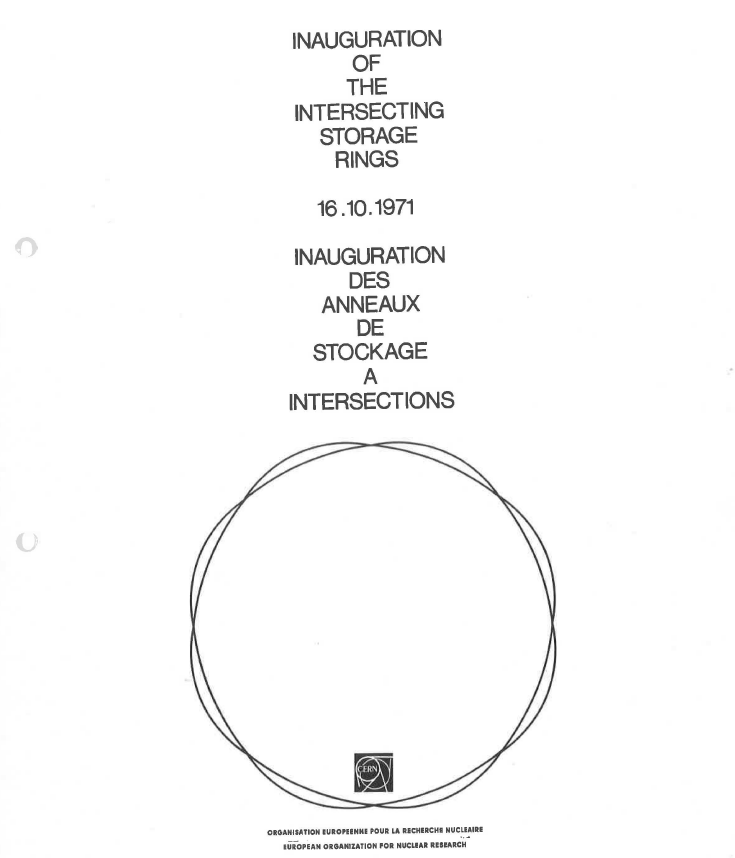 INAUGURATION
OF
THE
INTERSECTING
STORAGE
RINGS
16.10.1971
INAUGURATION
DES
ANNEAUX
DE
STOCKAGE
A
INTERSECTIONS
CERN
ORGANISATION EUROPEENNE POUR LA RECHERCHE NUCLEAIRE
EUROPEAN ORGANIZATION FOR NUCLEAR RESEARCH